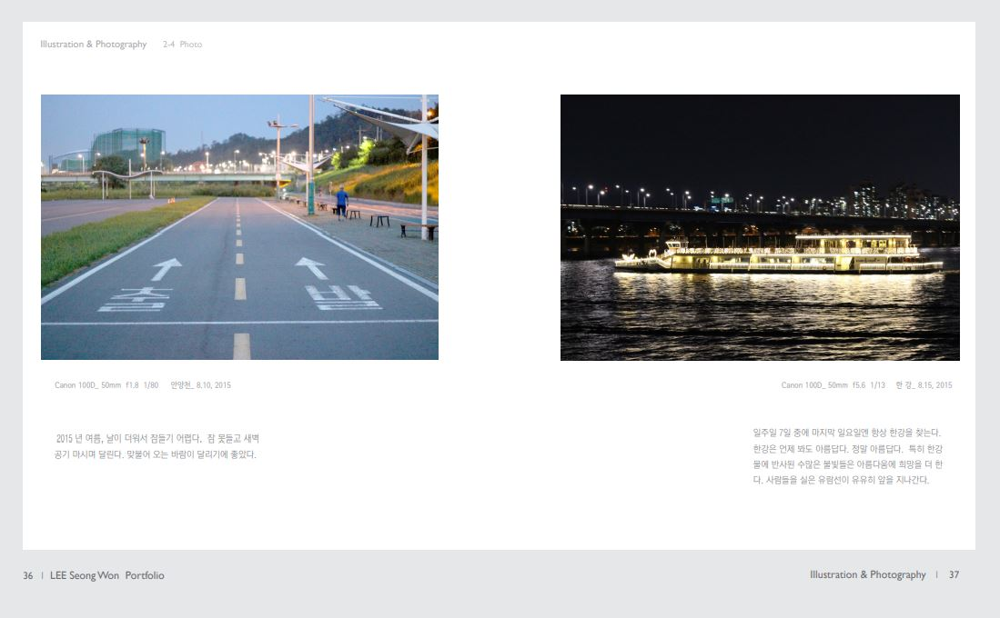 Illustration & Photography 2-4 Photo
출발
Canon 100D_ 50mm f1.8 1/80 안양천_ 8.10, 2015
2015 년 여름, 날이 더워서 잠들기 어렵다. 잠 못들고 새벽
공기 마시며 달린다. 맞불어 오는 바람이 달리기에 좋았다.
Canon 100D_ 50mm f5.6 1/13 한 강_ 8.15, 2015
일주일 7일 중에 마지막 일요일엔 항상 한강을 찾는다.
한강은 언제 봐도 아름답다. 정말 아름답다. 특히 한강
물에 반사된 수많은 불빛들은 아름다움에 희망을 더 한
다. 사람들을 실은 유람선이 유유히 앞을 지나간다.
36 | LEE Seong Won Portfolio
Illustration & Photography | 37